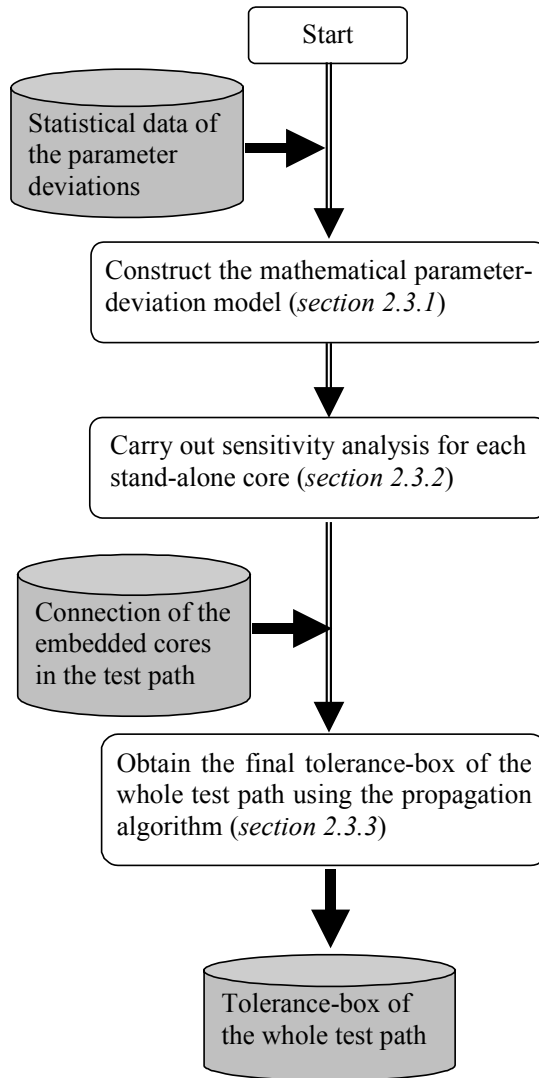 Start
Statistical data of
the parameter
deviations
Construct the mathematical parameter-
deviation model (section 2.3.1)
Carry out sensitivity analysis for each
stand-alone core (section 2.3.2)
Connection of the
embedded cores
in the test path
Obtain the final tolerance-box of the
whole test path using the propagation
algorithm (section 2.3.3)
Tolerance-box of
the whole test path